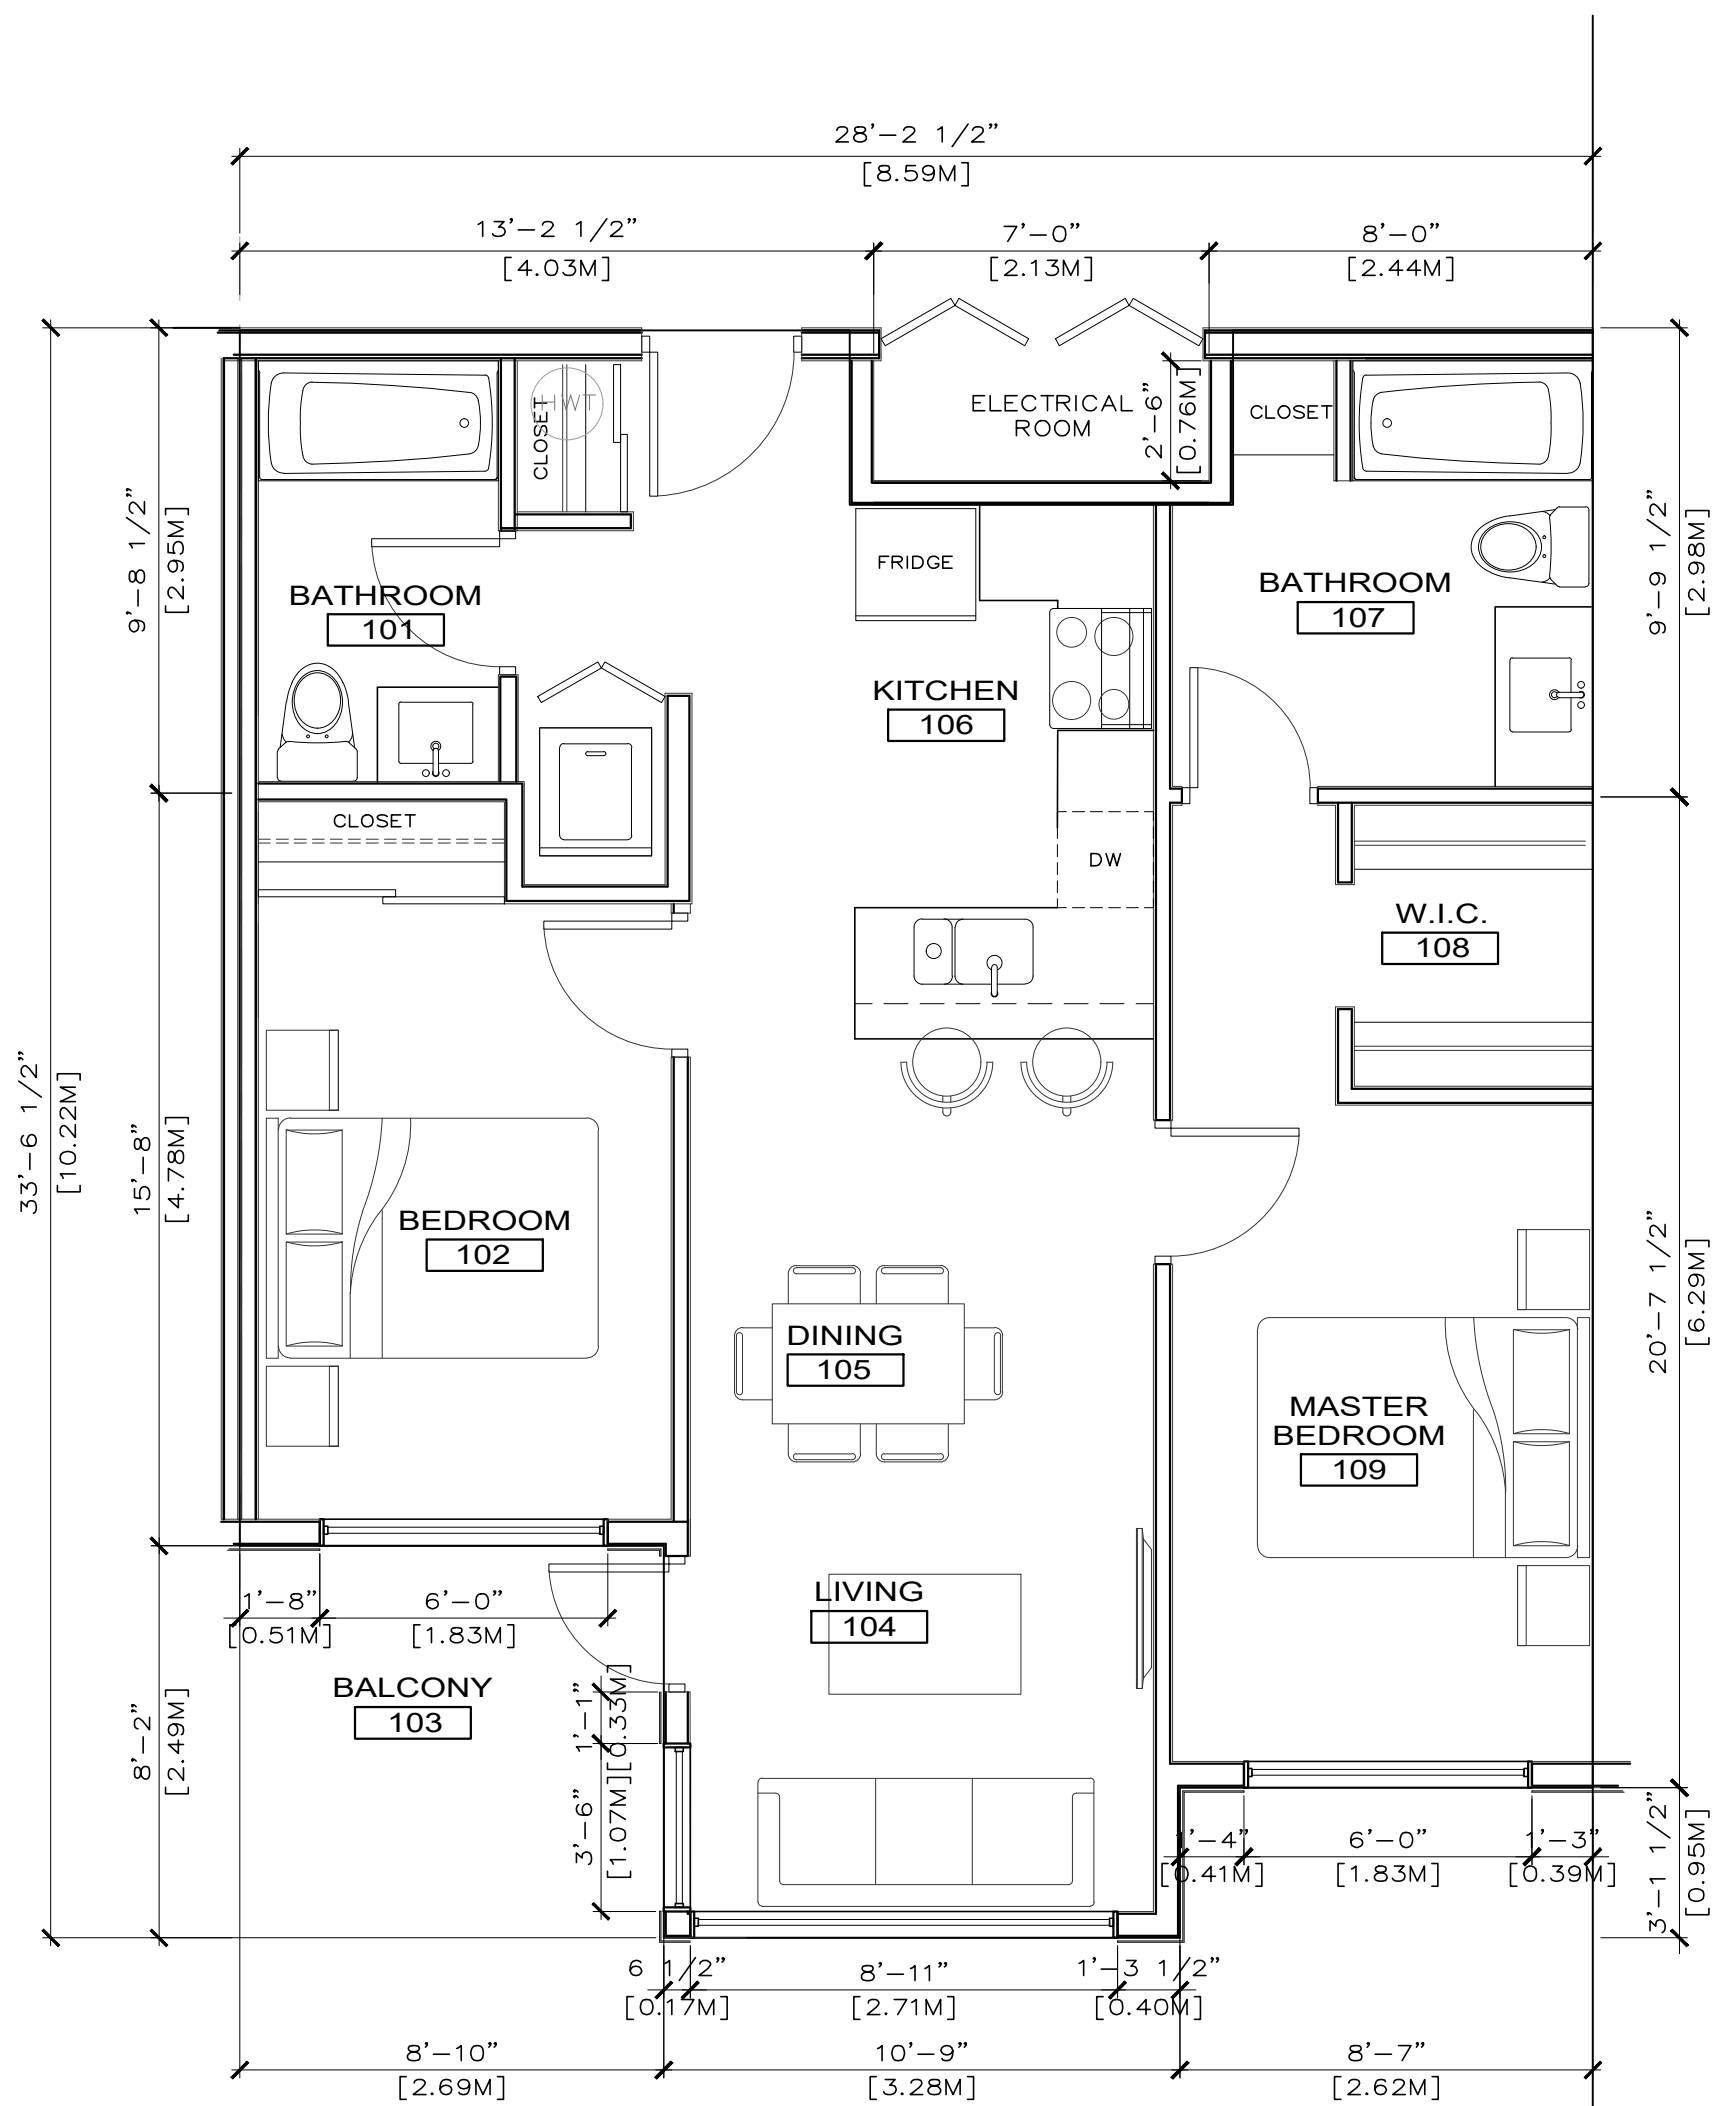 28'-2 1/2"
[8.59M]
13'-2 1/2"
[4.03M]
7'-0"
[2.13M]
8'-0"
[2.44M]
HWT
CLOSET
ELECTRICAL
ROOM
2'-6"
[0.76M]
CLOSET
9'-8 1/2"
[2.95M]
BATHROOM
101
FRIDGE
BATHROOM
107
9'-9 1/2"
[2.98M]
KITCHEN
106
CLOSET
DW
W.I.C.
108
33'-6 1/2"
[10.22M]
15'-8"
[4.78M]
BEDROOM
102
DINING
105
MASTER
BEDROOM
109
20'-7 1/2"
[6.29M]
1'-8"
[0.51M]
6'-0"
[1.83M]
LIVING
104
BALCONY
103
8'-2"
[2.49M]
1'-1"
[0.33M]
3'-6"
[1.07M]
1'-4"
[0.41M]
6'-0"
[1.83M]
1'-3"
[0.39M]
3'-1 1/2"
[0.95M]
6 1/2"
[0.17M]
8'-11"
[2.71M]
1'-3 1/2"
[0.40M]
8'-10"
[2.69M]
10'-9"
[3.28M]
8'-7"
[2.62M]